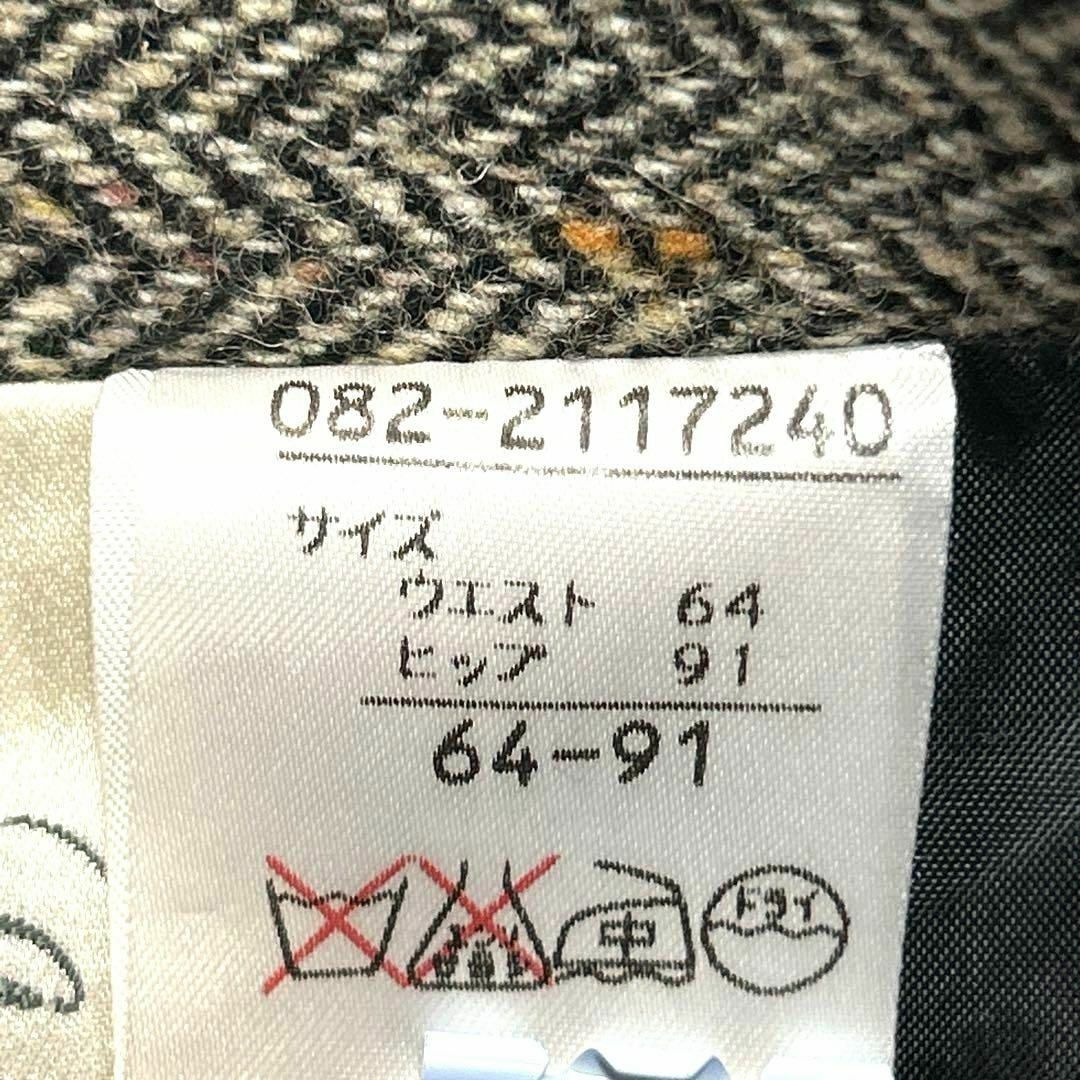 082-2117240
サイズ
ウエスト 64
ヒップ 91
64-91
中 ドライ